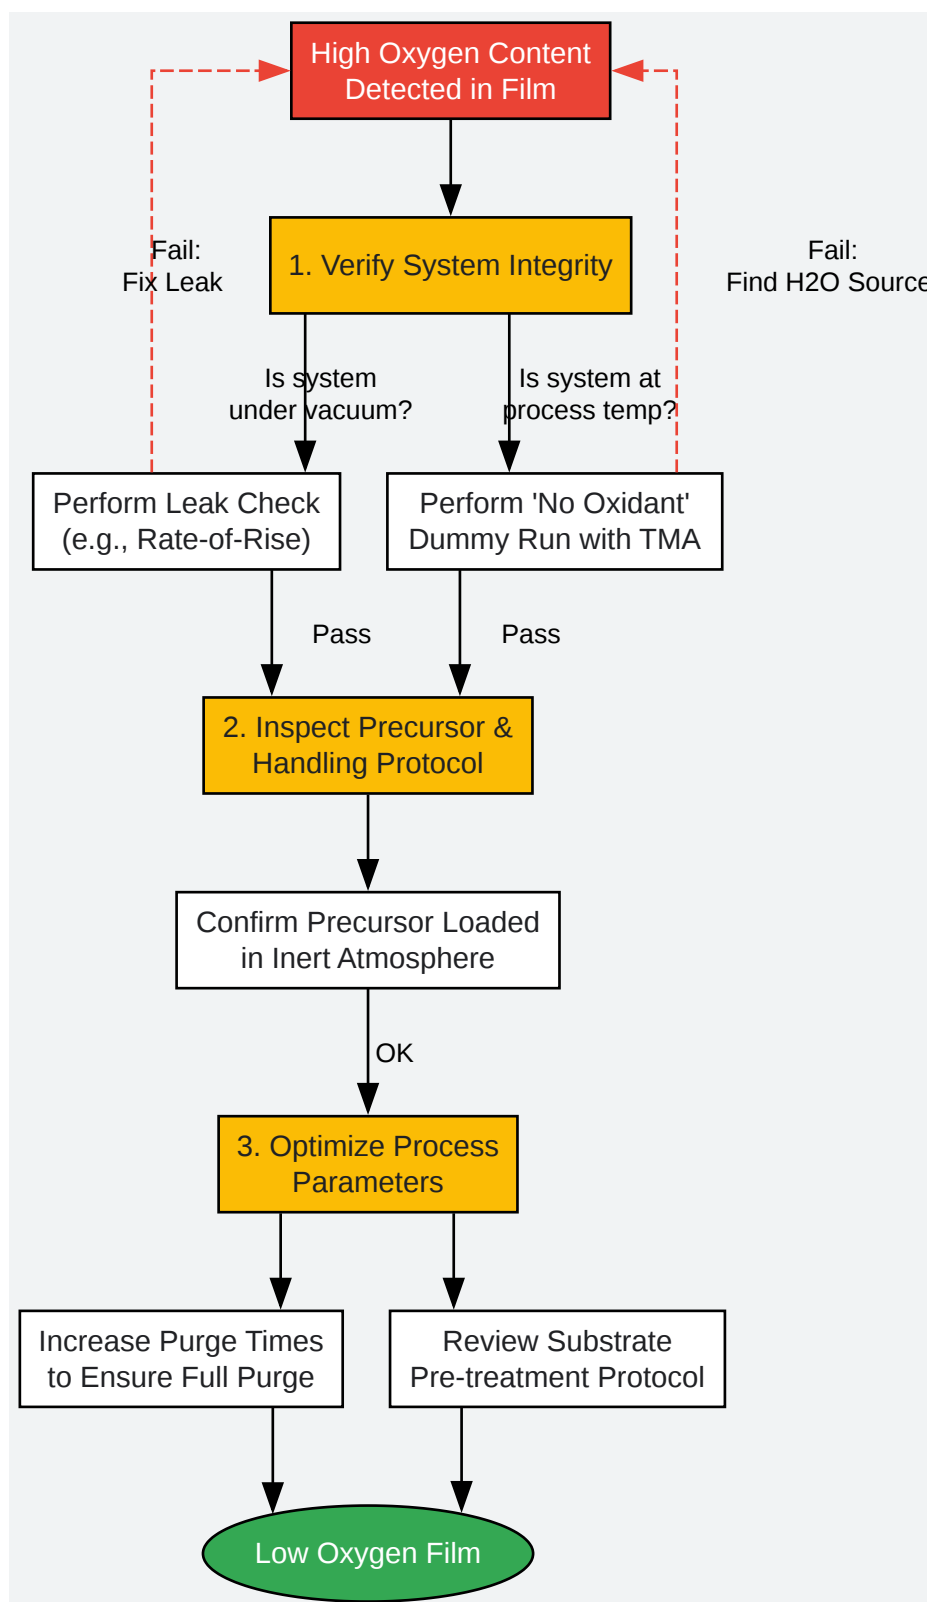 High Oxygen Content
Detected in Film
1. Verify System Integrity
Fail:
Fix Leak
Fail:
Find H2O Source
Is system
under vacuum?
Is system at
process temp?
Perform Leak Check
(e.g., Rate-of-Rise)
Perform 'No Oxidant'
Dummy Run with TMA
Pass
Pass
2. Inspect Precursor &
Handling Protocol
Confirm Precursor Loaded
in Inert Atmosphere
OK
3. Optimize Process
Parameters
Increase Purge Times
to Ensure Full Purge
Review Substrate
Pre-treatment Protocol
Low Oxygen Film